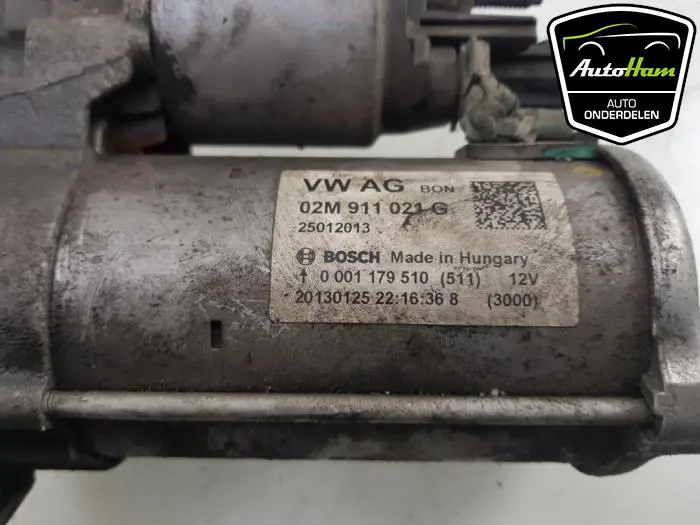 AutoHam
AUTO
ONDERDELEN
VW AG BON
02M 911 021 G
25012013
BOSCH Made in Hungary
↑ 0 001 179 510 (511) 12V
20130125 22:16:36 8 (3000)